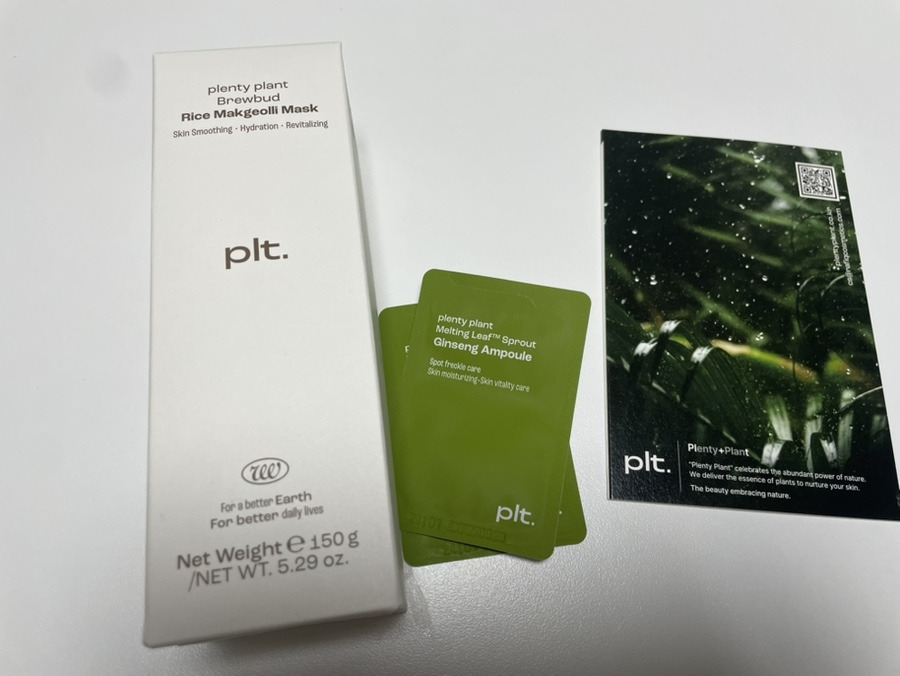 plenty plant
Brewbud
Rice Makgeolli Mask
Skin Smoothing · Hydration · Revitalizing
plt.
For a better Earth
For better daily lives
Net Weight ℮ 150 g
/NET WT. 5.29 oz.
plenty plant
Melting Leaf™ Sprout
Ginseng Ampoule
Spot freckle care
Skin moisturizing-Skin vitality care
plt.
plentyplant.co.kr
plt.
Plenty+Plant
"Plenty Plant" celebrates the abundant power of nature.
We deliver the essence of plants to nurture your skin.
The beauty embracing nature.